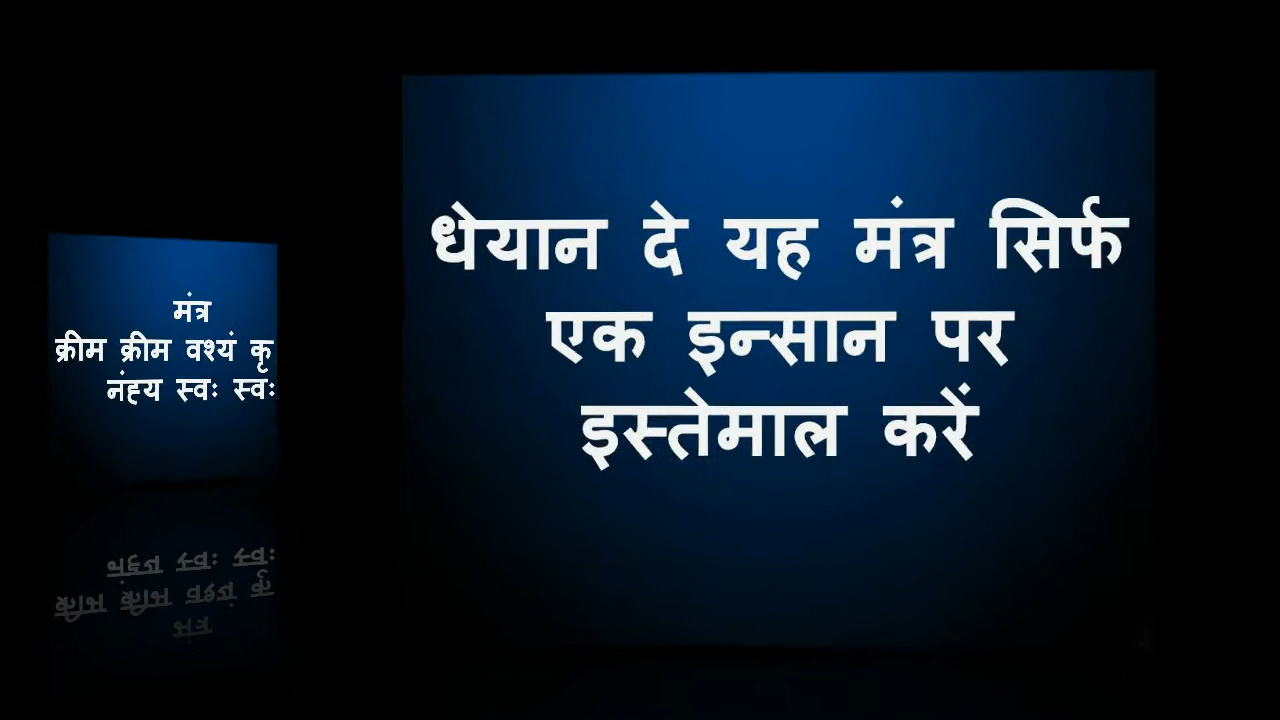 मंत्र
क्रीम क्रीम वश्यं कृ
नंह्य स्वः स्वः
धेयान दे यह मंत्र सिर्फ
एक इन्सान पर
इस्तेमाल करें